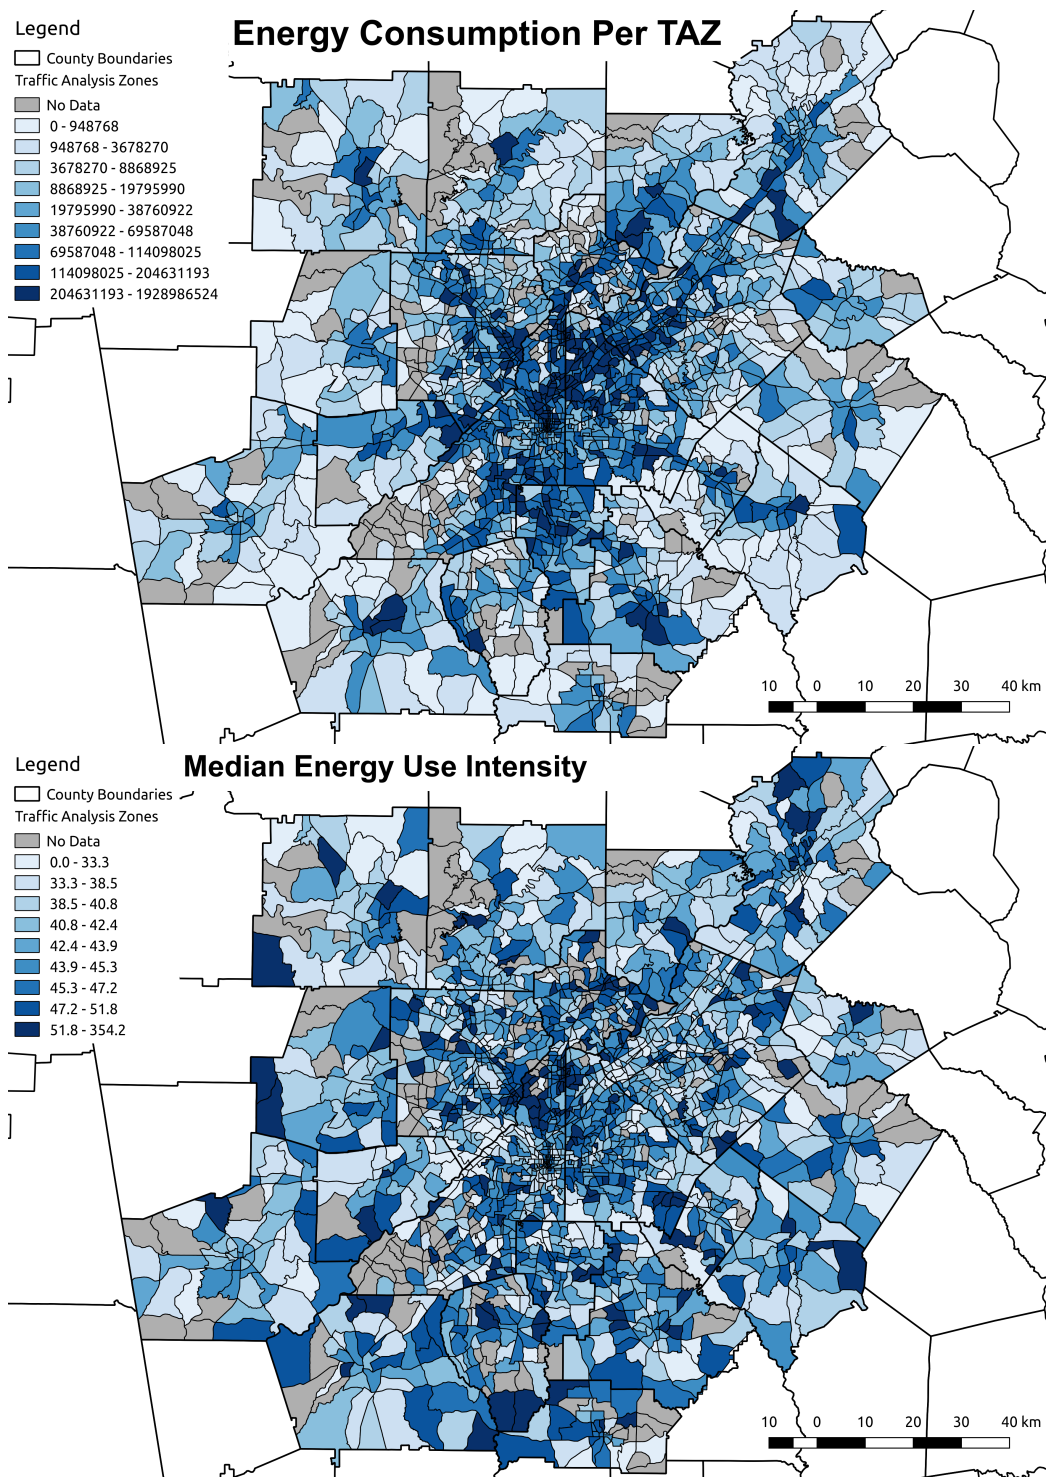 Energy Consumption Per TAZ
Legend
County Boundaries
Traffic Analysis Zones
No Data
0 - 948768
948768 - 3678270
3678270 - 8868925
8868925 - 19795990
19795990 - 38760922
38760922 - 69587048
69587048 - 114098025
114098025 - 204631193
204631193 - 1928986524
10 0 10 20 30 40 km
Median Energy Use Intensity
Legend
County Boundaries
Traffic Analysis Zones
No Data
0.0 - 33.3
33.3 - 38.5
38.5 - 40.8
40.8 - 42.4
42.4 - 43.9
43.9 - 45.3
45.3 - 47.2
47.2 - 51.8
51.8 - 354.2
10 0 10 20 30 40 km